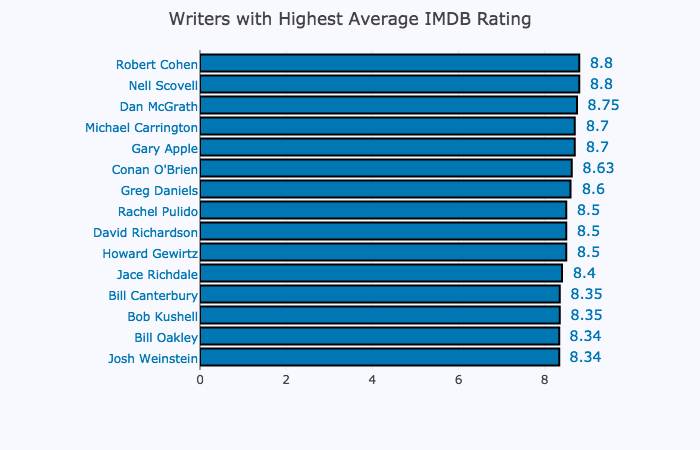 Writers with Highest Average IMDB Rating
Robert Cohen 8.8
Nell Scovell 8.8
Dan McGrath 8.75
Michael Carrington 8.7
Gary Apple 8.7
Conan O'Brien 8.63
Greg Daniels 8.6
Rachel Pulido 8.5
David Richardson 8.5
Howard Gewirtz 8.5
Jace Richdale 8.4
Bill Canterbury 8.35
Bob Kushell 8.35
Bill Oakley 8.34
Josh Weinstein 8.34
0 2 4 6 8